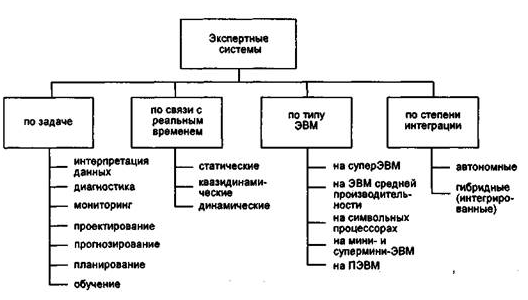 Экспертные
системы
по задаче
по связи с
реальным
временем
по типу
ЭВМ
по степени
интеграции
интерпретация
данных
диагностика
мониторинг
проектирование
прогнозирование
планирование
обучение
статические
квазидинами-
ческие
динамические
на суперЭВМ
на ЭВМ средней
производитель-
ности
на символьных
процессорах
на мини- и
супермини-ЭВМ
на ПЭВМ
автономные
гибридные
(интегриро-
ванные)